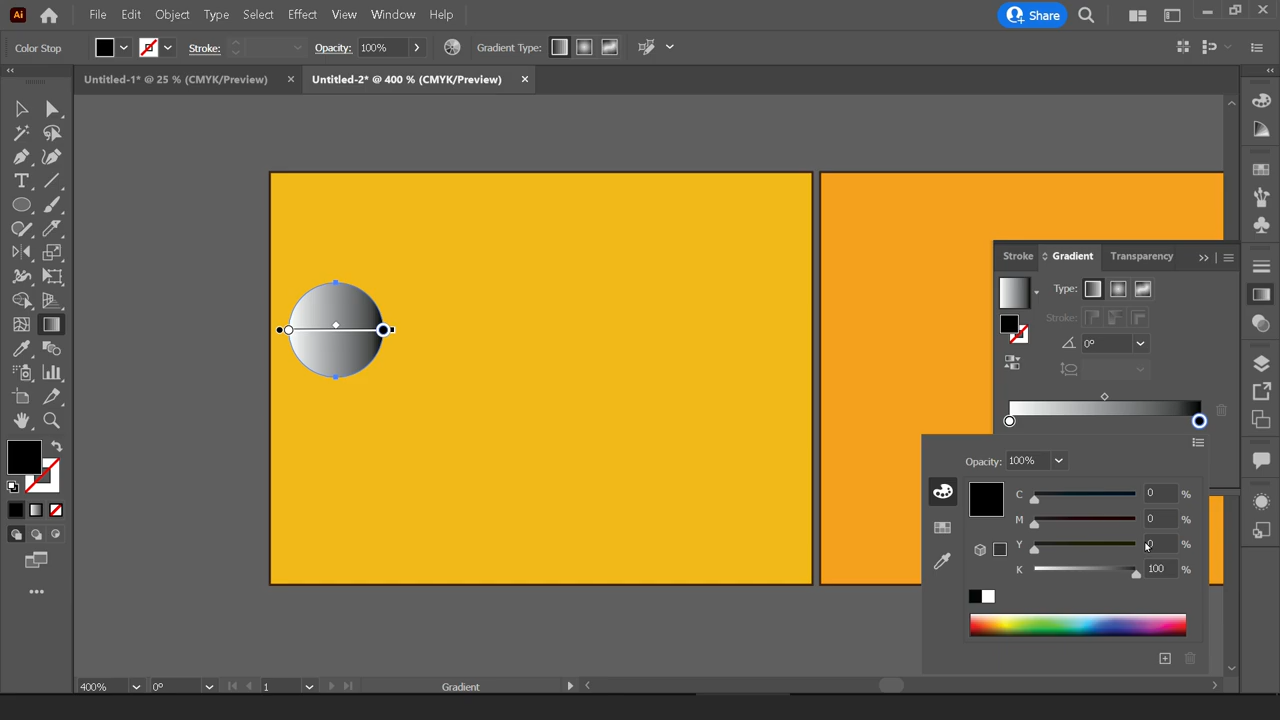 Ai File Edit Object Type Select Effect View Window Help Share
Color Stop Stroke: Opacity: 100% Gradient Type:
Untitled-1* @ 25 % (CMYK/Preview) Untitled-2* @ 400 % (CMYK/Preview)
Stroke Gradient Transparency
Type:
Stroke:
0°
Opacity: 100%
C 0 %
M 0 %
Y 0 %
K 100 %
400% 0° 1 Gradient